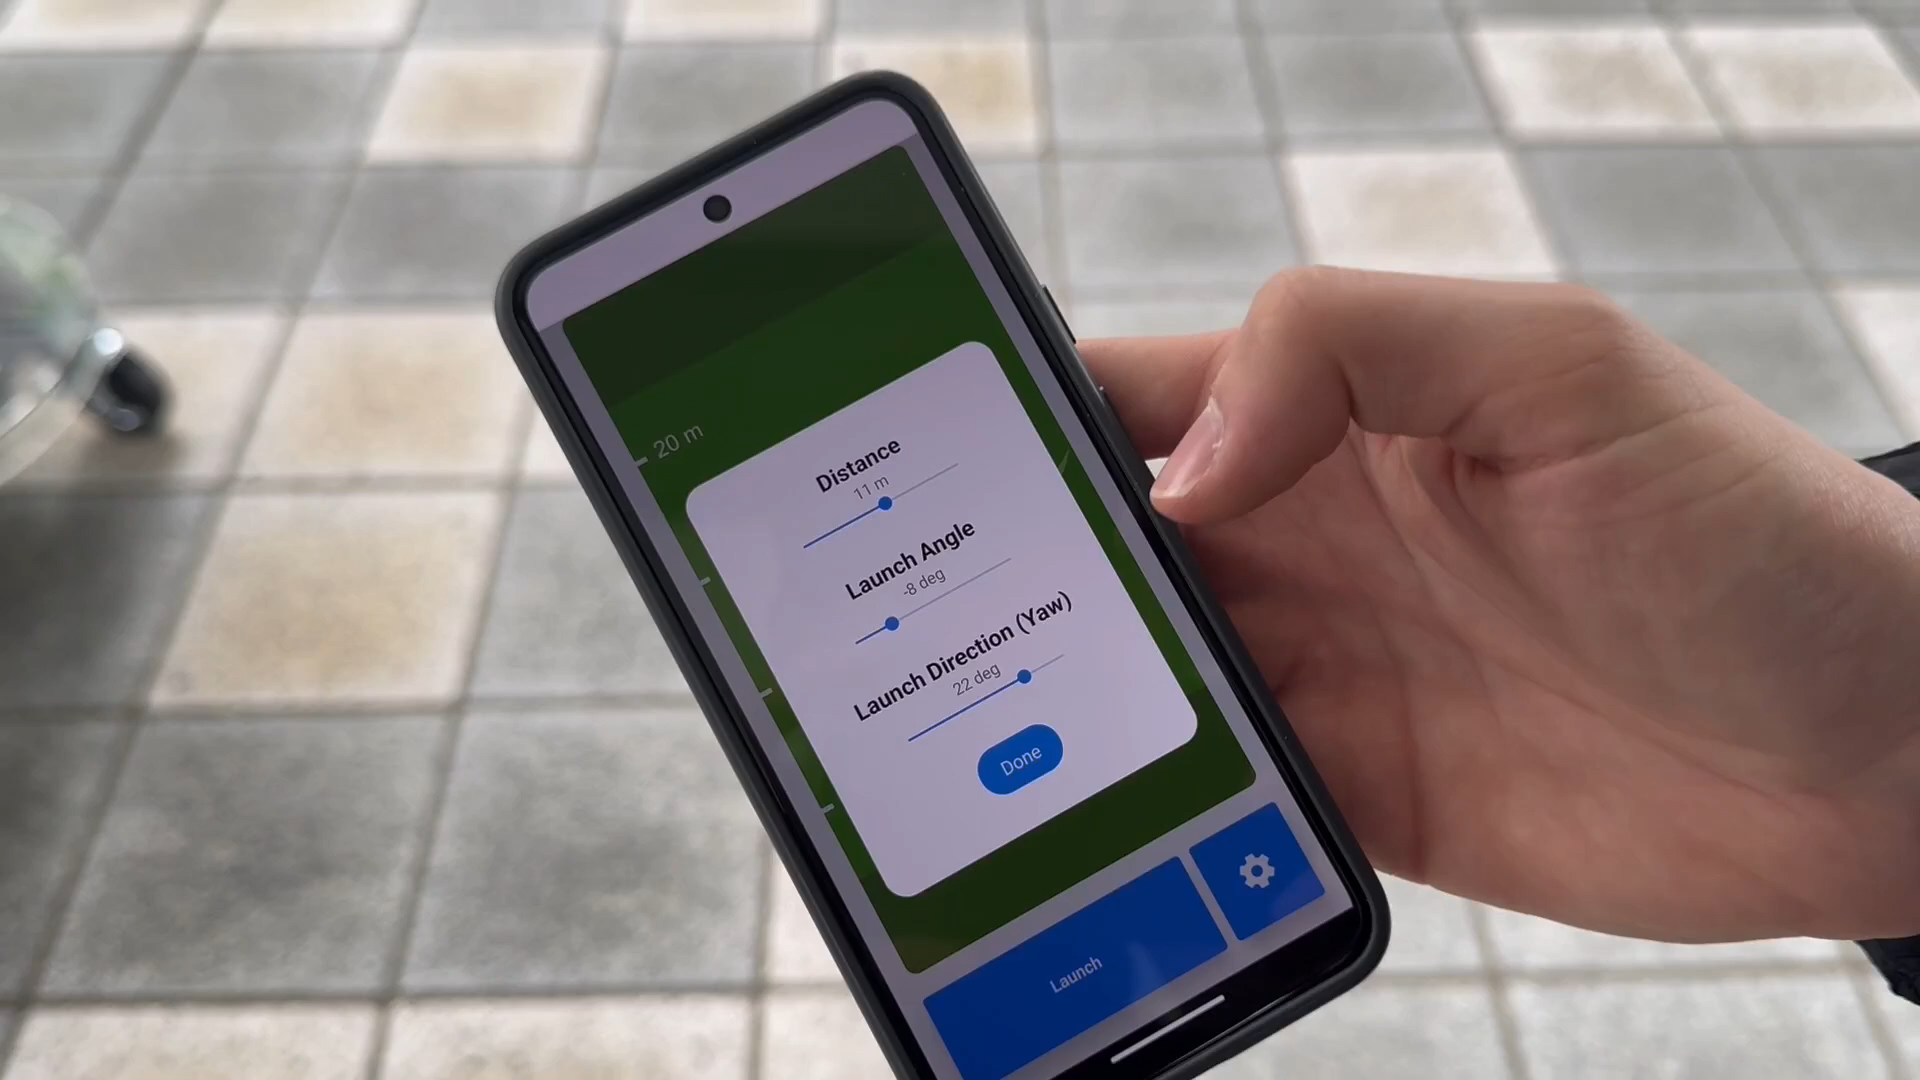 20 m
Distance
11 m
Launch Angle
-8 deg
Launch Direction (Yaw)
22 deg
Done
Launch